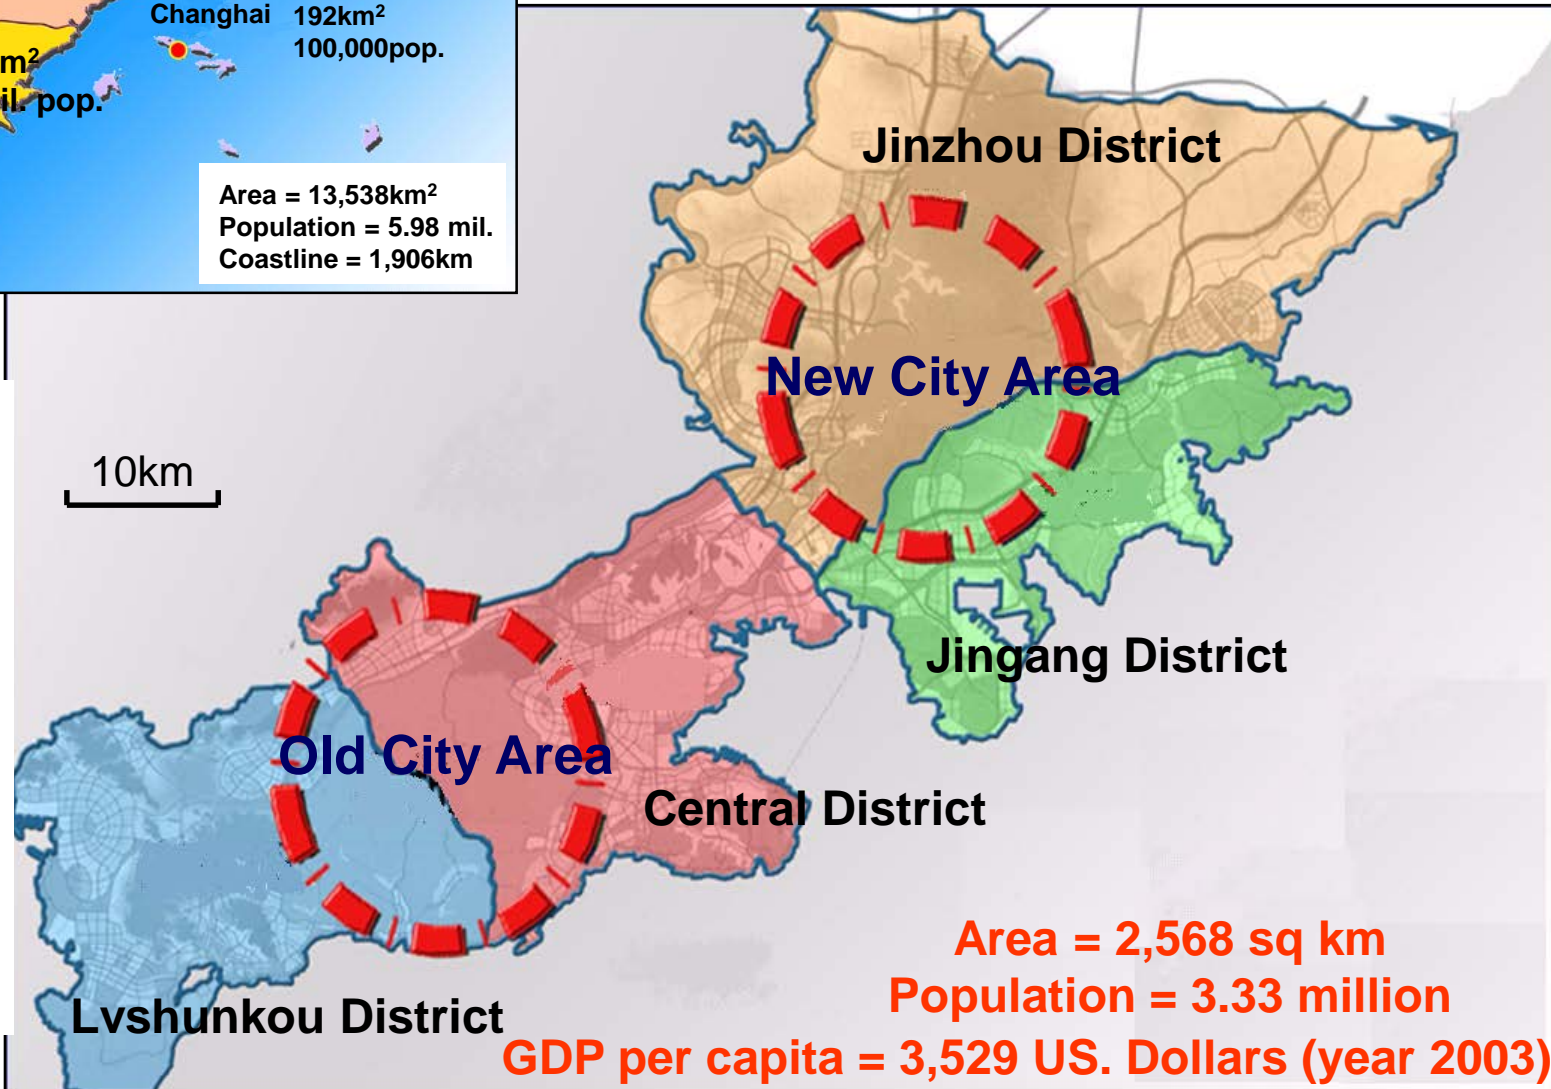 Changhai 192km²
100,000pop.
m²
il. pop.
Area = 13,538km²
Population = 5.98 mil.
Coastline = 1,906km
Jinzhou District
New City Area
10km
Jingang District
Old City Area
Central District
Lvshunkou District
Area = 2,568 sq km
Population = 3.33 million
GDP per capita = 3,529 US. Dollars (year 2003)